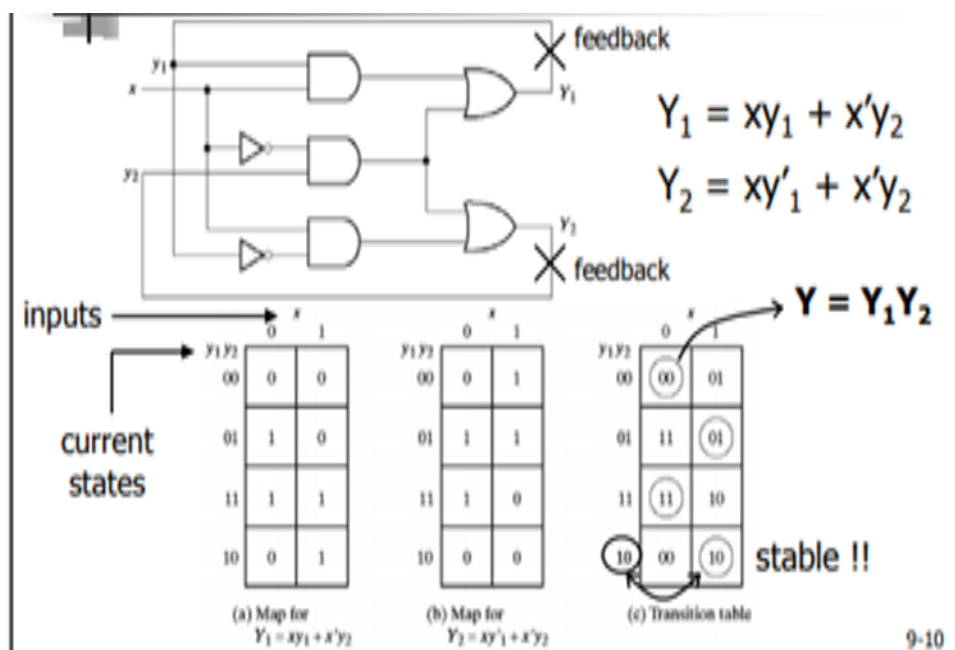 feedback
y1
x
Y1
Y₁ = xy₁ + x′y₂
y2
Y₂ = xy′₁ + x′y₂
Y2
feedback
inputs
Y = Y₁Y₂
current
states
x
0 1
y1y2
00 0 0
01 1 0
11 1 1
10 0 1
(a) Map for
Y₁ = xy₁ + x'y₂
x
0 1
y1y2
00 0 1
01 1 1
11 1 0
10 0 0
(b) Map for
Y₂ = xy'₁ + x'y₂
x
0 1
y1y2
00 00 01
01 11 01
11 11 10
10 00 10
stable !!
(c) Transition table
9-10